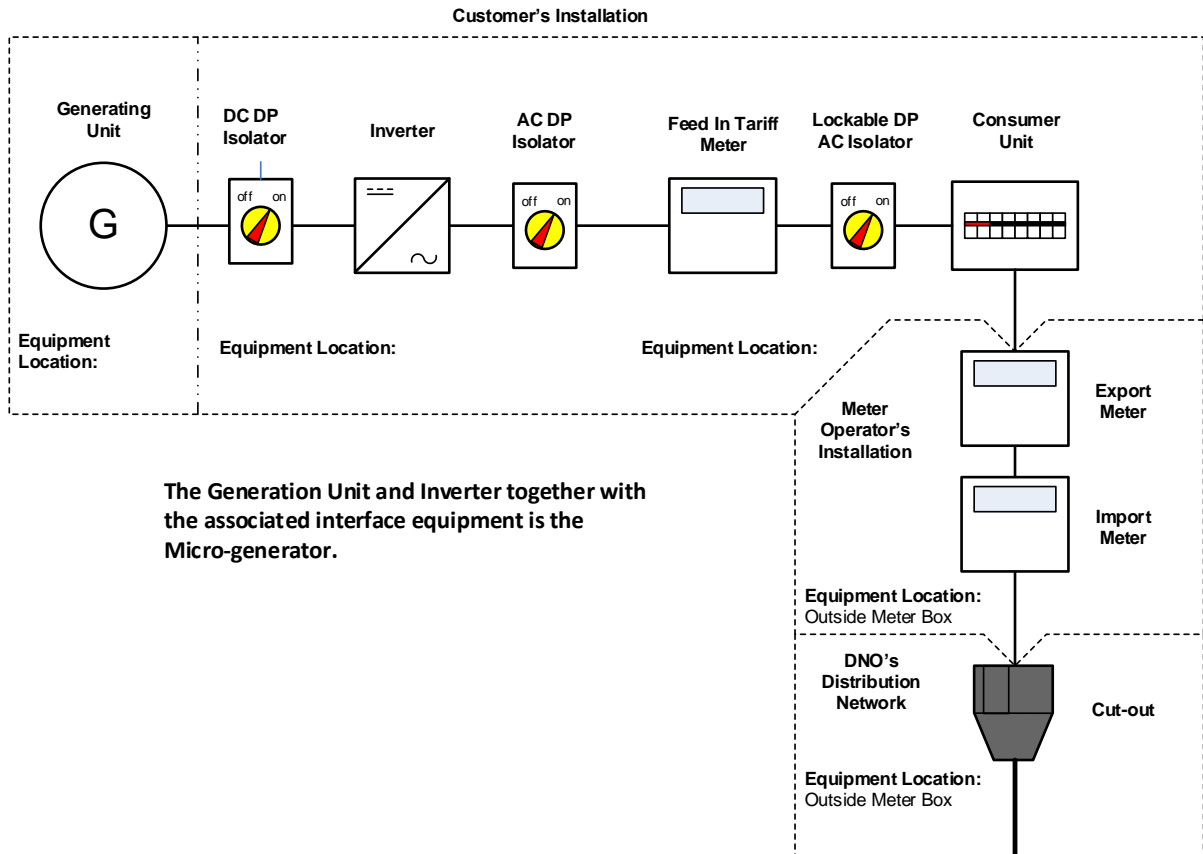 Customer's Installation
Generating
Unit
DC DP
Isolator
Inverter
AC DP
Isolator
Feed In Tariff
Meter
Lockable DP
AC Isolator
Consumer
Unit
off on
off on
off on
G
Equipment
Location:
Equipment Location:
Equipment Location:
Meter
Operator's
Installation
Export
Meter
The Generation Unit and Inverter together with
the associated interface equipment is the
Micro-generator.
Import
Meter
Equipment Location:
Outside Meter Box
DNO's
Distribution
Network
Cut-out
Equipment Location:
Outside Meter Box